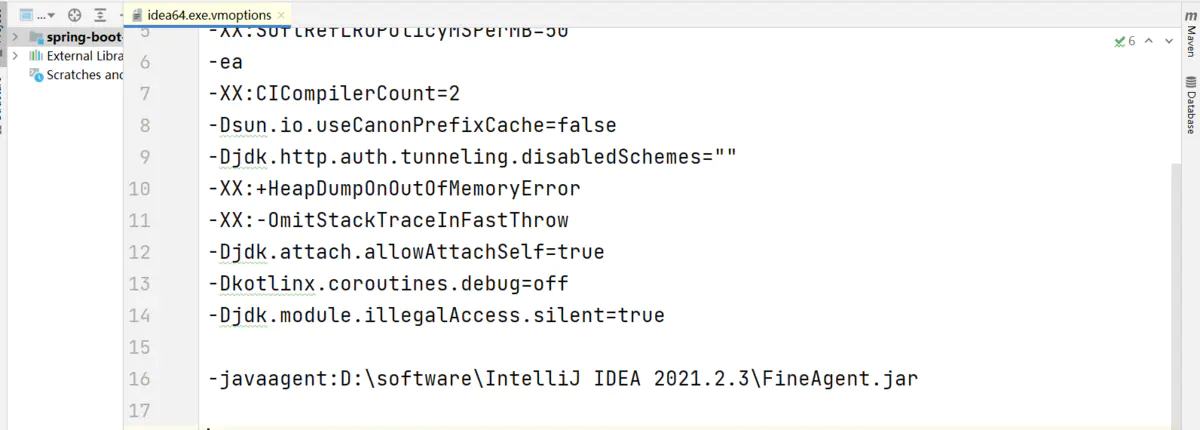 ...
idea64.exe.vmoptions
spring-boot-
External Libra
Scratches and
5 -XX:SoftRefLRUPolicyMSPerMB=50
6 -ea
7 -XX:CICompilerCount=2
8 -Dsun.io.useCanonPrefixCache=false
9 -Djdk.http.auth.tunneling.disabledSchemes=""
10 -XX:+HeapDumpOnOutOfMemoryError
11 -XX:-OmitStackTraceInFastThrow
12 -Djdk.attach.allowAttachSelf=true
13 -Dkotlinx.coroutines.debug=off
14 -Djdk.module.illegalAccess.silent=true
15
16 -javaagent:D:\software\IntelliJ IDEA 2021.2.3\FineAgent.jar
17
6
Maven
Database